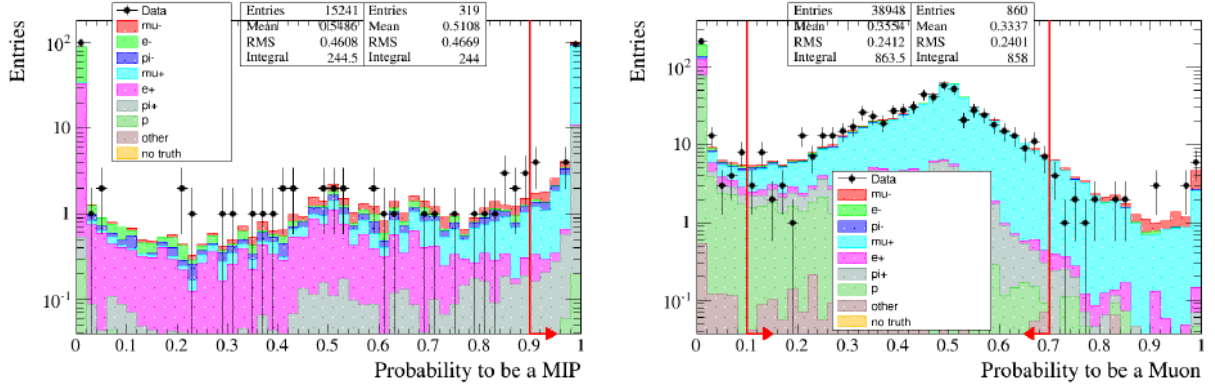 Entries
Data
mu-
e-
pi-
mu+
e+
pi+
p
other
no truth
Entries 15241 Entries 319
Mean 0.5486 Mean 0.5108
RMS 0.4608 RMS 0.4669
Integral 244.5 Integral 244
10²
10
1
10⁻¹
0 0.1 0.2 0.3 0.4 0.5 0.6 0.7 0.8 0.9 1
Probability to be a MIP
Entries
Entries 38948 Entries 860
Mean 0.3554 Mean 0.3337
RMS 0.2412 RMS 0.2401
Integral 863.5 Integral 858
10²
10
1
10⁻¹
Data
mu-
e-
pi-
mu+
e+
pi+
p
other
no truth
0 0.1 0.2 0.3 0.4 0.5 0.6 0.7 0.8 0.9 1
Probability to be a Muon